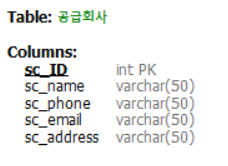 Table: 공급회사
Columns:
sc_ID int PK
sc_name varchar(50)
sc_phone varchar(50)
sc_email varchar(50)
sc_address varchar(50)